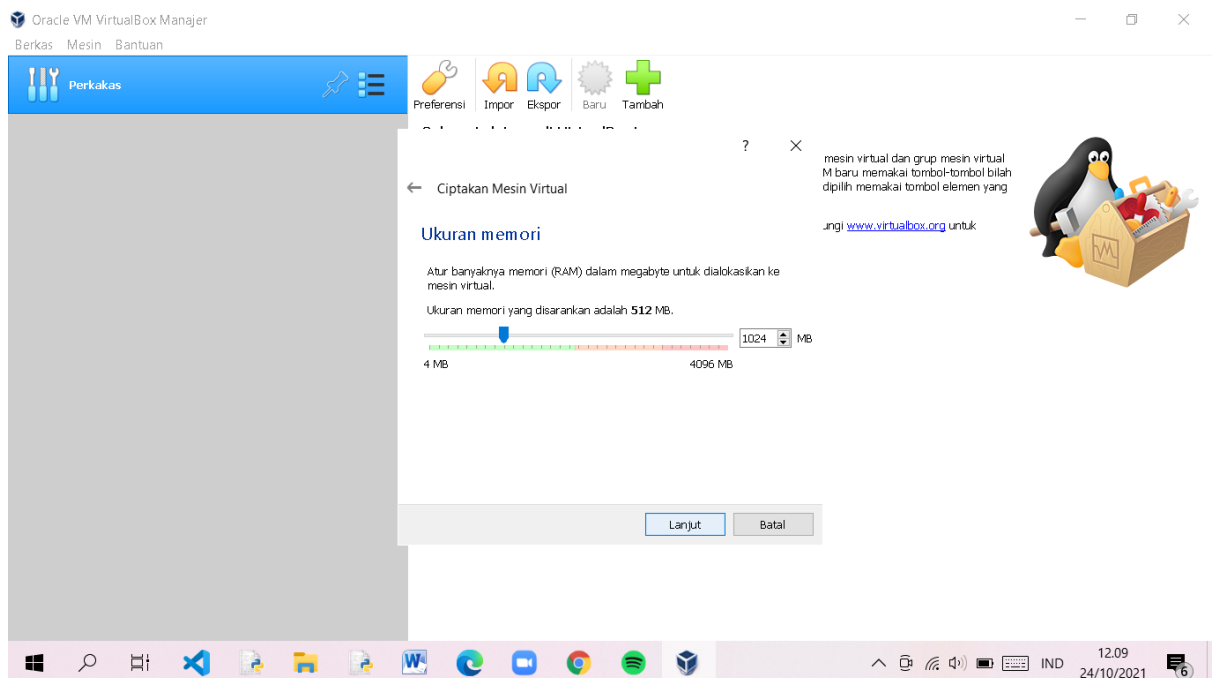 Oracle VM VirtualBox Manajer
Berkas Mesin Bantuan
Perkakas
Preferensi Impor Ekspor Baru Tambah
? ×
mesin virtual dan grup mesin virtual
M baru memakai tombol-tombol bilah
dipilih memakai tombol elemen yang
ungi www.virtualbox.org untuk
← Ciptakan Mesin Virtual
Ukuran memori
Atur banyaknya memori (RAM) dalam megabyte untuk dialokasikan ke
mesin virtual.
Ukuran memori yang disarankan adalah 512 MB.
1024 MB
4 MB 4096 MB
Lanjut Batal
IND
12.09
24/10/2021
6